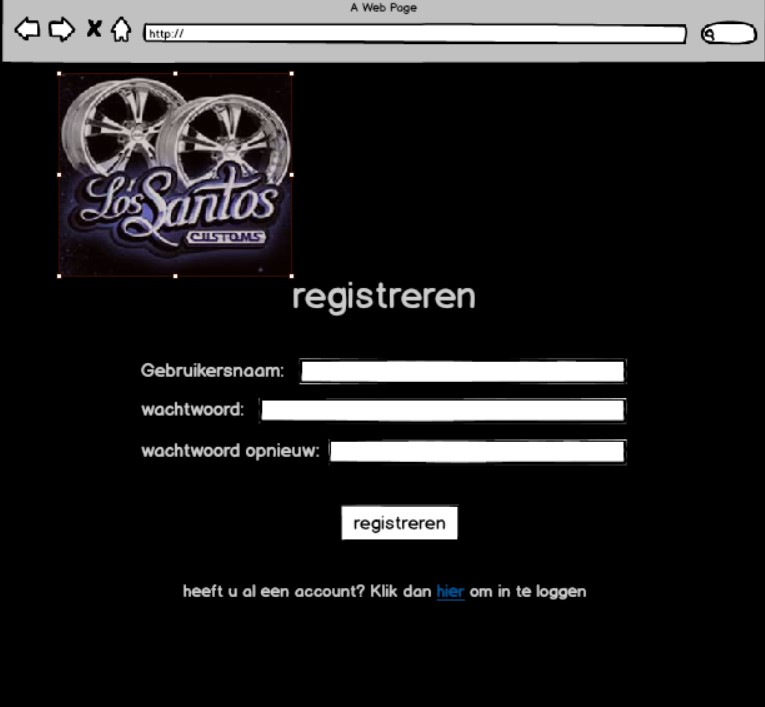 A Web Page
http://
Los Santos
CUSTOMS
registreren
Gebruikersnaam:
wachtwoord:
wachtwoord opnieuw:
registreren
heeft u al een account? Klik dan hier om in te loggen